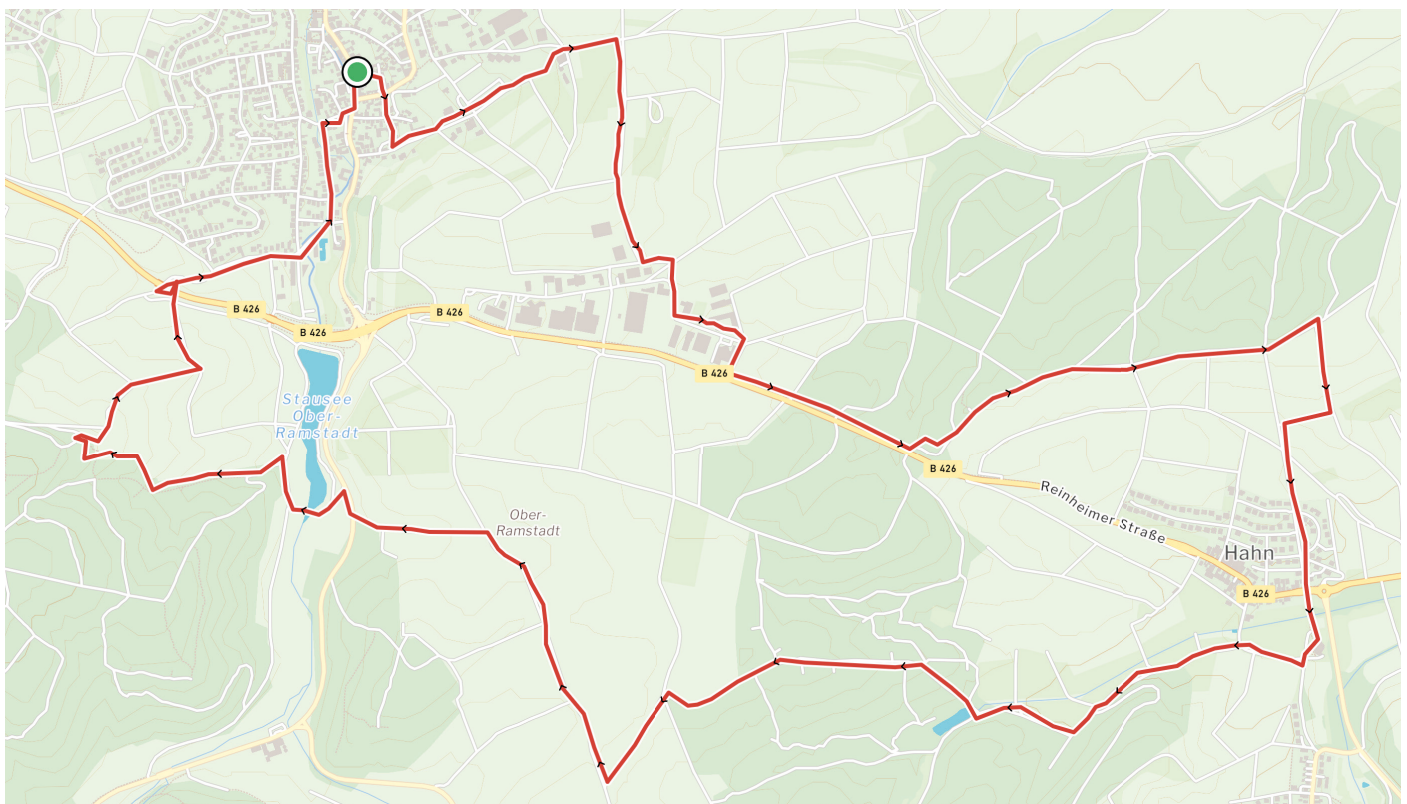 B 426
B 426
B 426
B 426
Stausee
Ober-
Ramstadt
B 426
Reinheimer Straße
Ober-
Ramstadt
Hahn
B 426